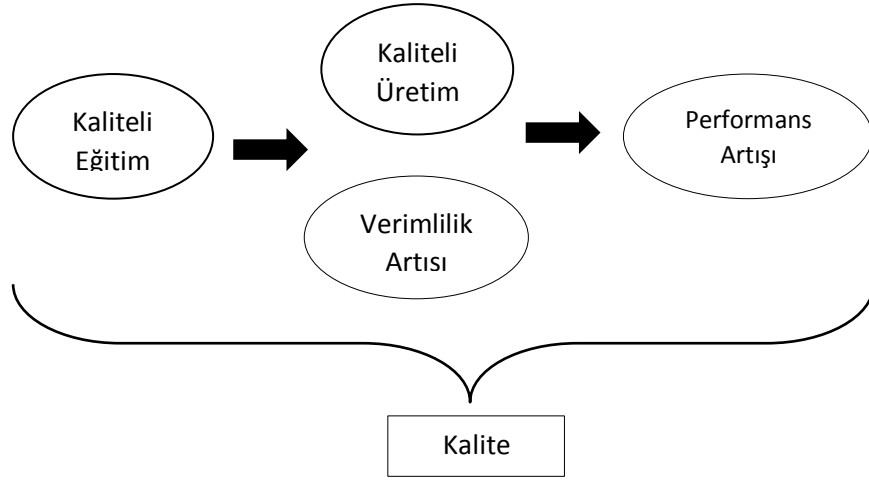 Kaliteli
Eğitim
Kaliteli
Üretim
Verimlilik
Artısı
Performans
Artışı
Kalite